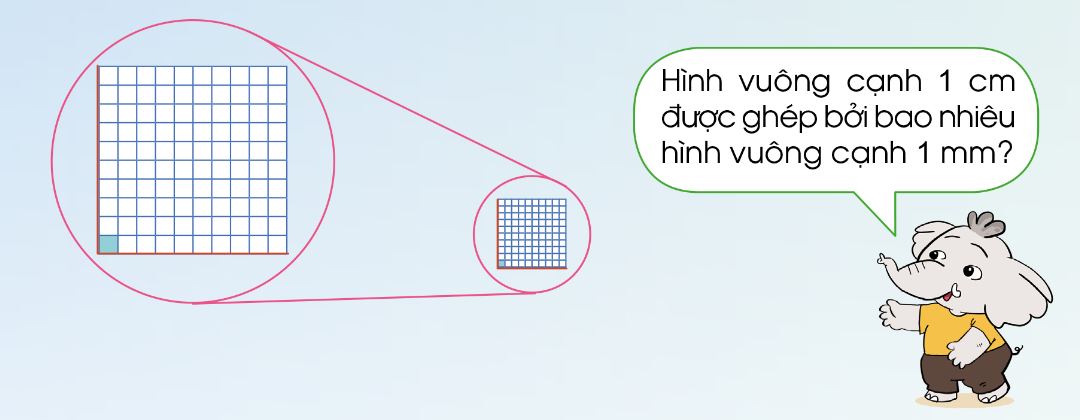 Hình vuông cạnh 1 cm
được ghép bởi bao nhiêu
hình vuông cạnh 1 mm?